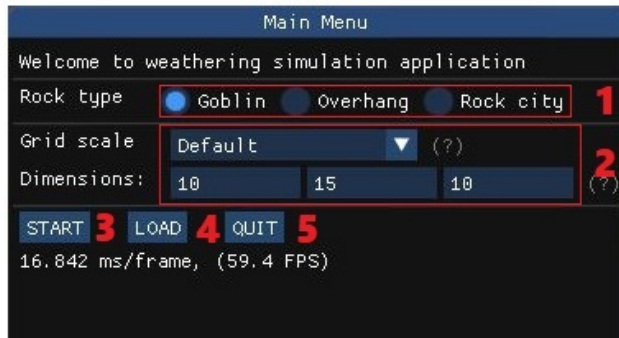 Main Menu
Welcome to weathering simulation application
Rock type Goblin Overhang Rock city 1
Grid scale Default (?)
2
Dimensions: 10 15 10 (?)
START 3 LOAD 4 QUIT 5
16.842 ms/frame, (59.4 FPS)